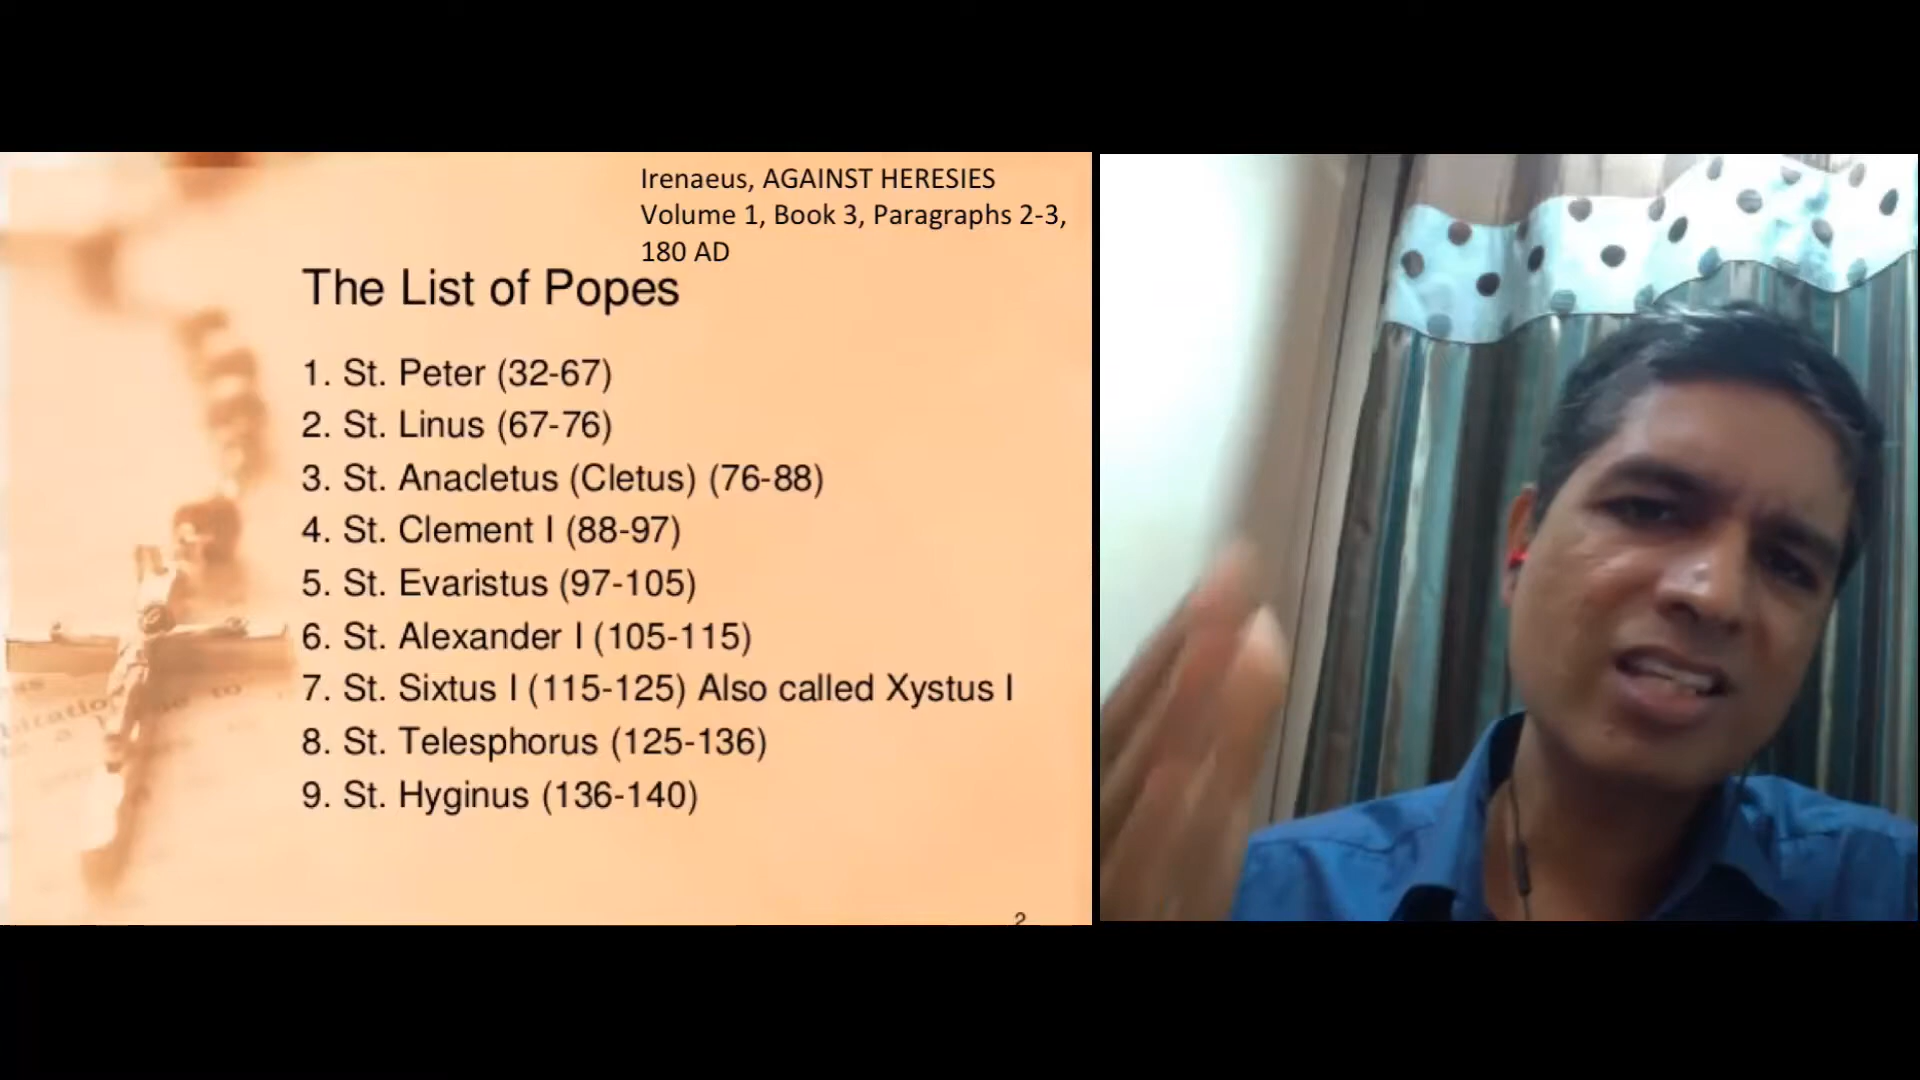 Irenaeus, AGAINST HERESIES
Volume 1, Book 3, Paragraphs 2-3,
180 AD
The List of Popes
1. St. Peter (32-67)
2. St. Linus (67-76)
3. St. Anacletus (Cletus) (76-88)
4. St. Clement I (88-97)
5. St. Evaristus (97-105)
6. St. Alexander I (105-115)
7. St. Sixtus I (115-125) Also called Xystus I
8. St. Telesphorus (125-136)
9. St. Hyginus (136-140)
2